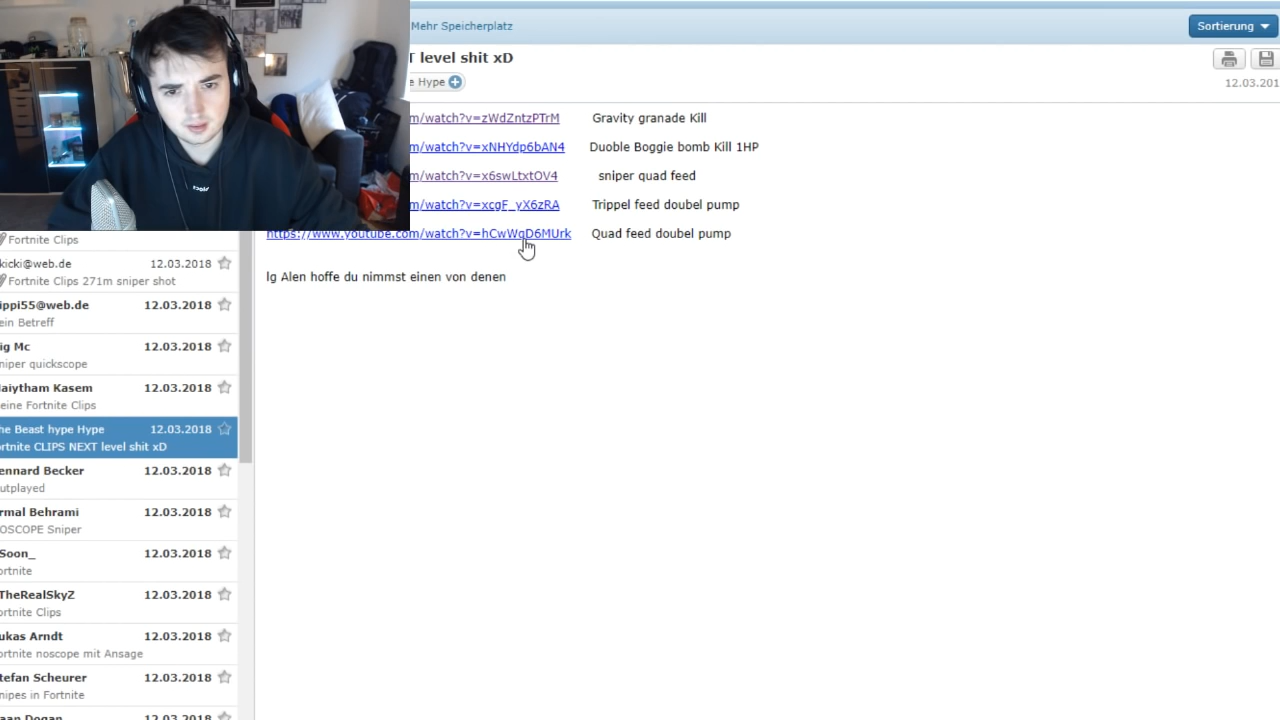 Mehr Speicherplatz
Sortierung
T level shit xD
e Hype
12.03.201
m/watch?v=zWdZntzPTrM Gravity granade Kill
m/watch?v=xNHYdp6bAN4 Duoble Boggie bomb Kill 1HP
m/watch?v=x6swLtxtOV4 sniper quad feed
m/watch?v=xcgF_yX6zRA Trippel feed doubel pump
https://www.youtube.com/watch?v=hCwWgD6MUrk Quad feed doubel pump
lg Alen hoffe du nimmst einen von denen
Fortnite Clips
kicki@web.de 12.03.2018
Fortnite Clips 271m sniper shot
ippi55@web.de 12.03.2018
ein Betreff
ig Mc 12.03.2018
niper quickscope
aiytham Kasem 12.03.2018
eine Fortnite Clips
he Beast hype Hype 12.03.2018
ortnite CLIPS NEXT level shit xD
ennard Becker 12.03.2018
utplayed
rmal Behrami 12.03.2018
OSCOPE Sniper
Soon_ 12.03.2018
ortnite
TheRealSkyZ 12.03.2018
ortnite Clips
ukas Arndt 12.03.2018
ortnite noscope mit Ansage
tefan Scheurer 12.03.2018
nipes in Fortnite
aan Dogan 12.03.2018